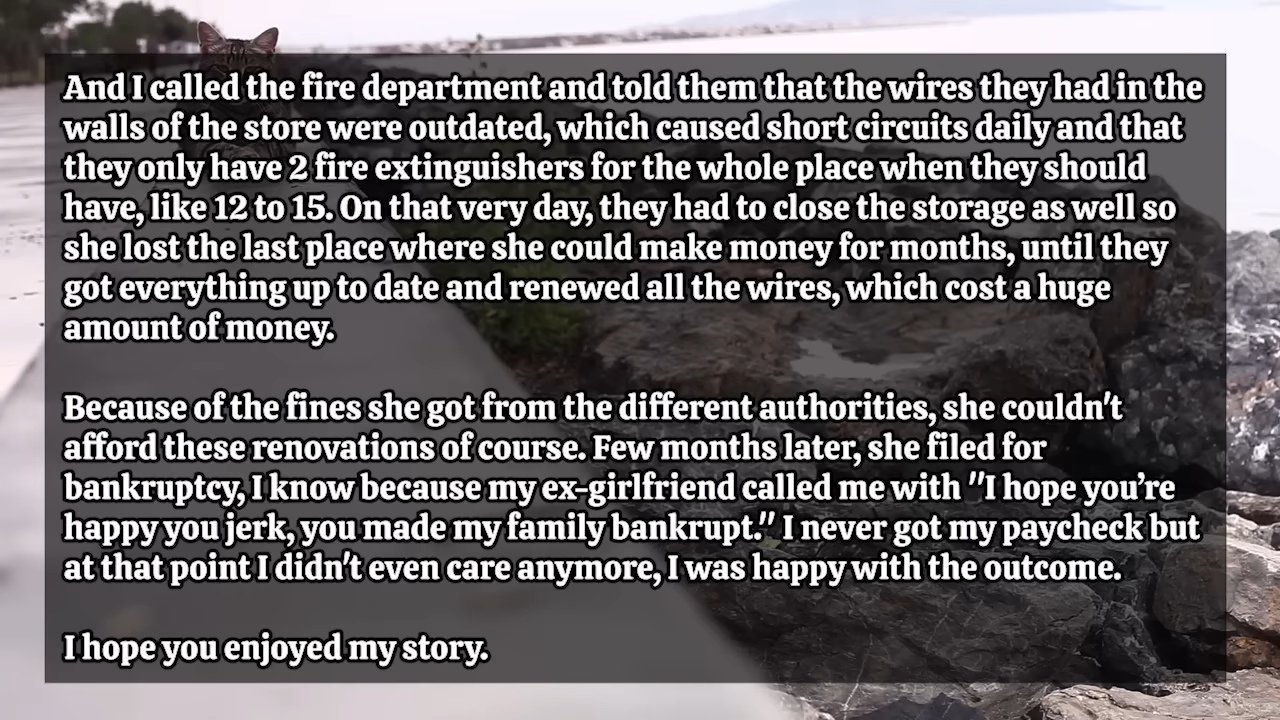 And I called the fire department and told them that the wires they had in the
walls of the store were outdated, which caused short circuits daily and that
they only have 2 fire extinguishers for the whole place when they should
have, like 12 to 15. On that very day, they had to close the storage as well so
she lost the last place where she could make money for months, until they
got everything up to date and renewed all the wires, which cost a huge
amount of money.
Because of the fines she got from the different authorities, she couldn't
afford these renovations of course. Few months later, she filed for
bankruptcy, I know because my ex-girlfriend called me with "I hope you’re
happy you jerk, you made my family bankrupt." I never got my paycheck but
at that point I didn't even care anymore, I was happy with the outcome.
I hope you enjoyed my story.